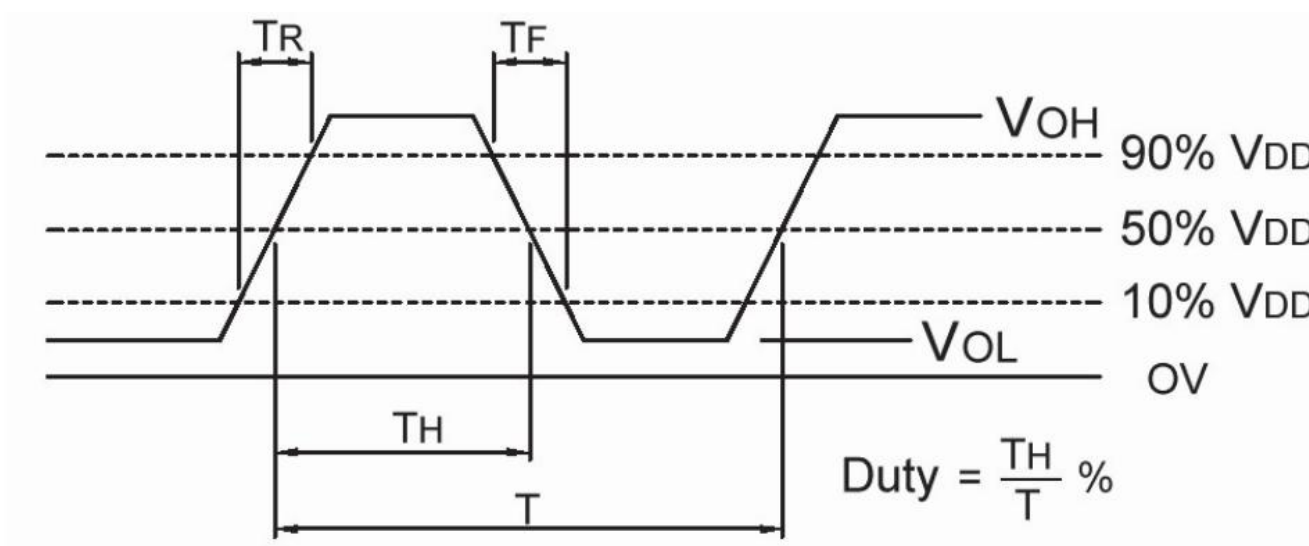 TR
TF
VOH
90% VDD
50% VDD
10% VDD
VOL
OV
TH
Duty = TH/T %
T